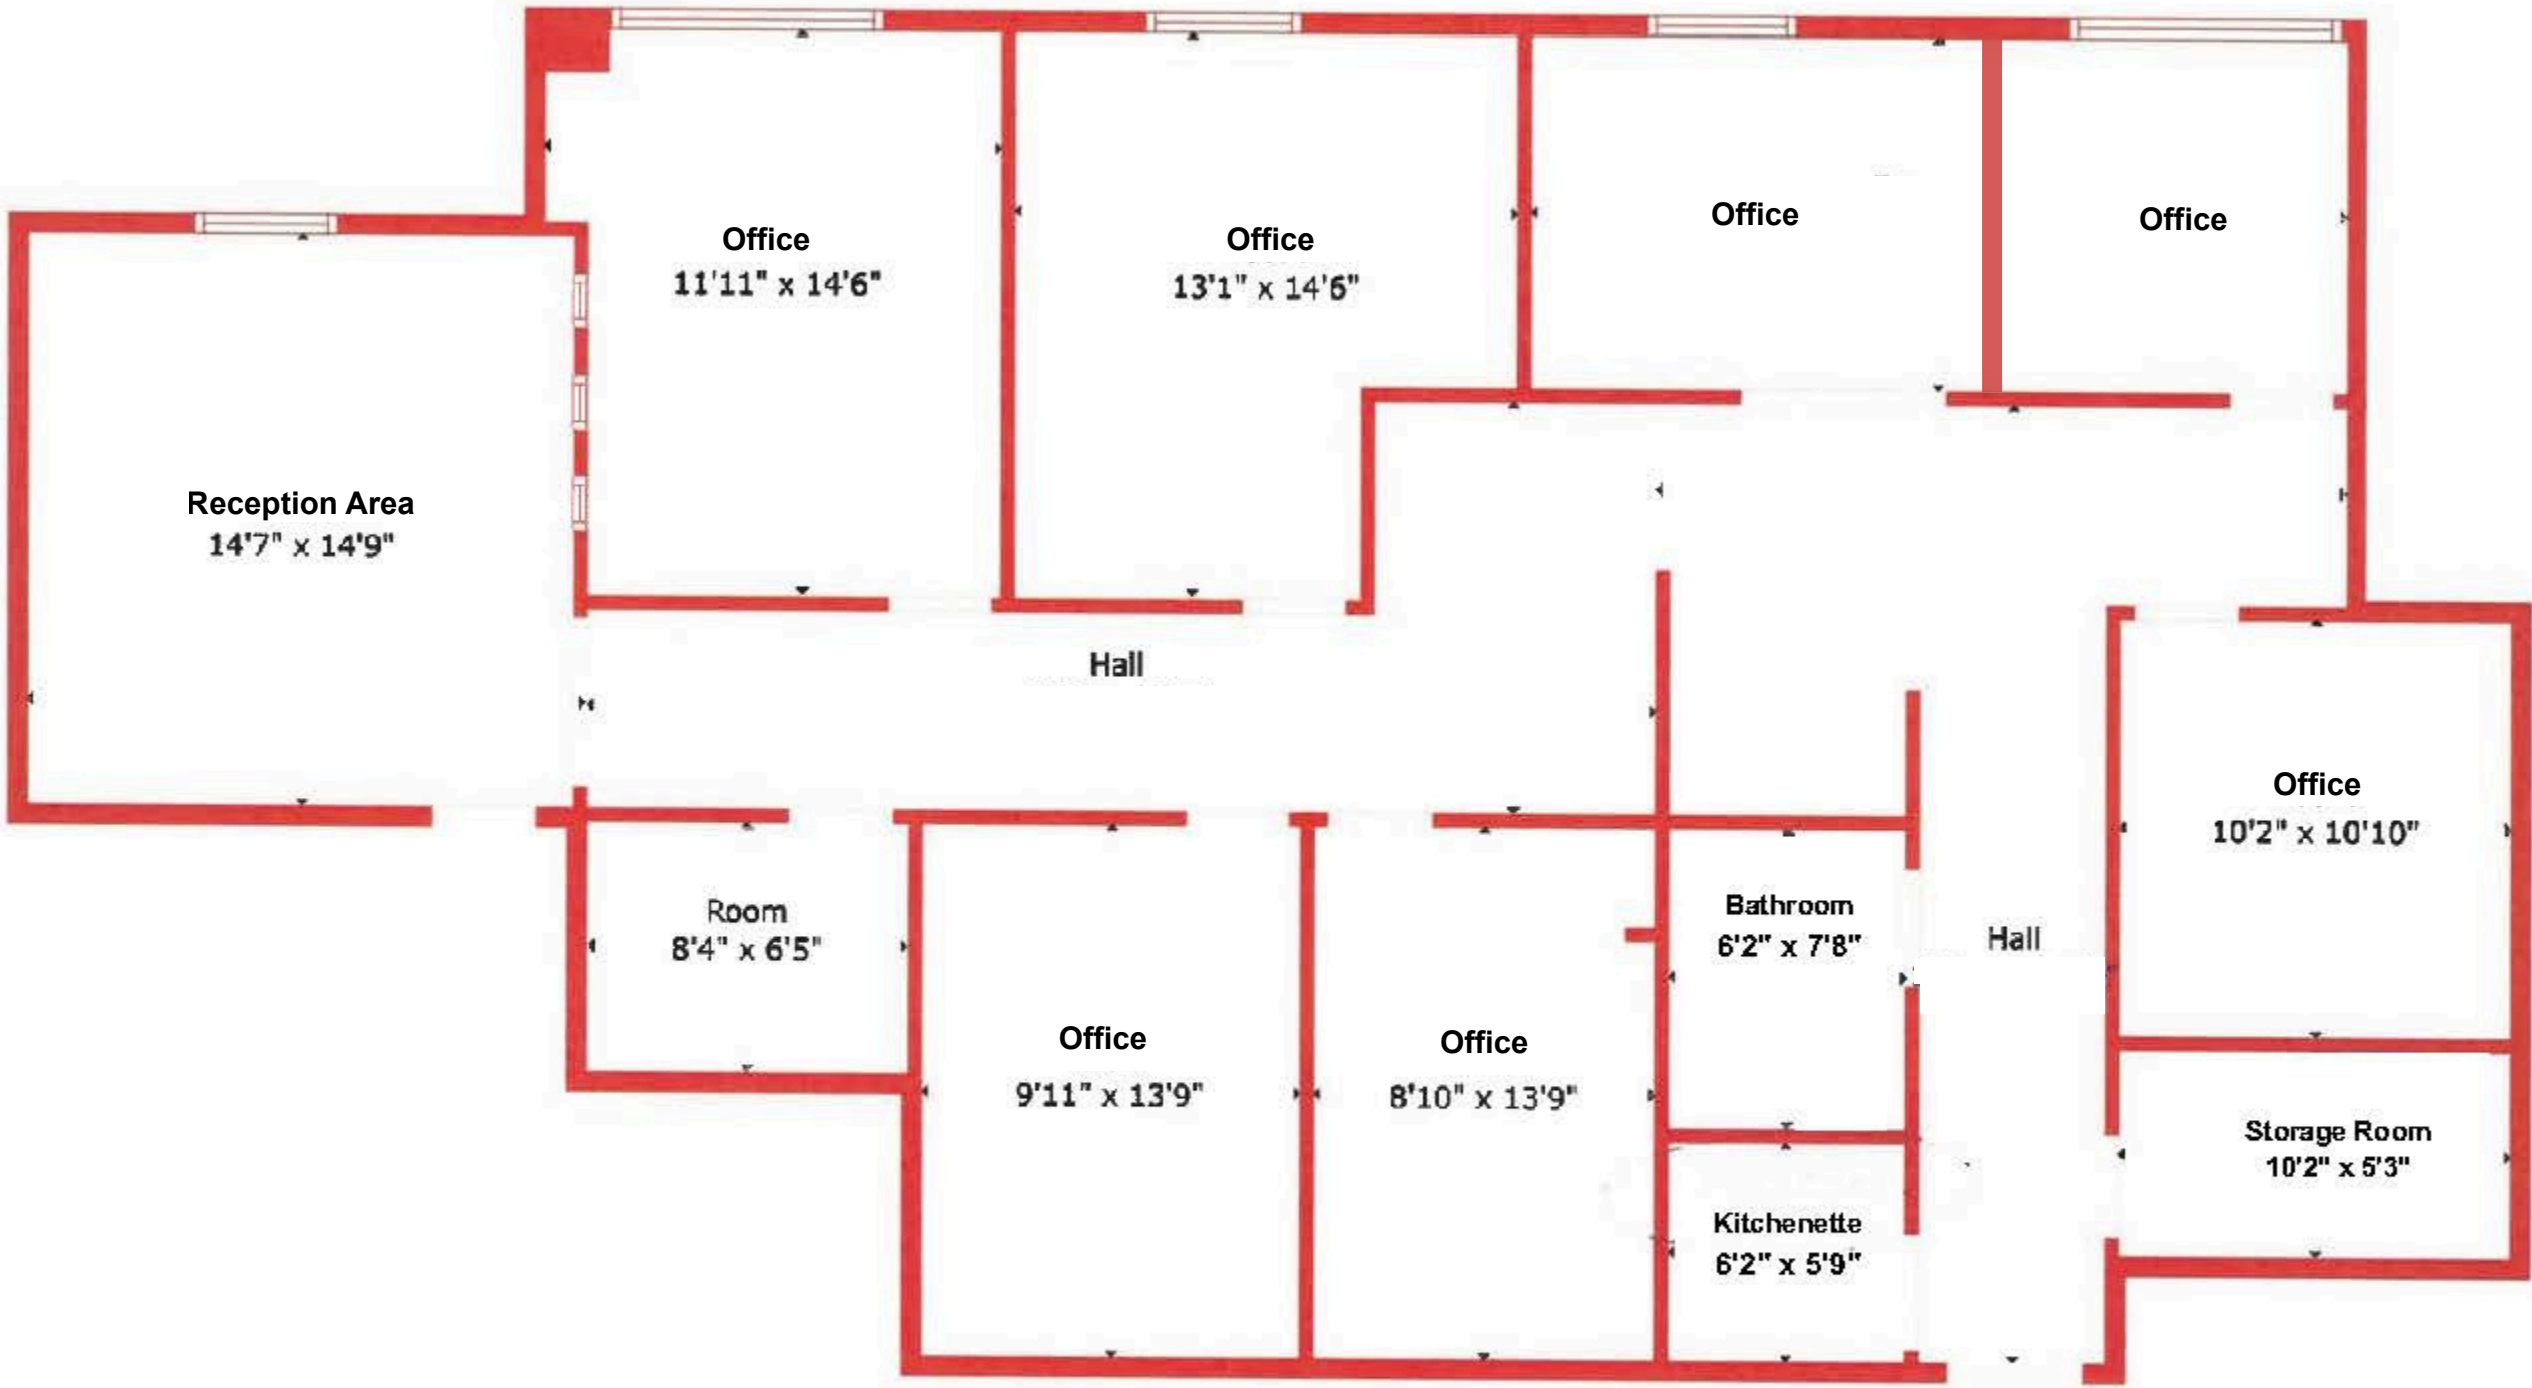 Office
11'11" x 14'6"
Office
13'1" x 14'6"
Office
Office
Reception Area
14'7" x 14'9"
Hall
Office
10'2" x 10'10"
Room
8'4" x 6'5"
Bathroom
6'2" x 7'8"
Hall
Office
9'11" x 13'9"
Office
8'10" x 13'9"
Storage Room
10'2" x 5'3"
Kitchenette
6'2" x 5'9"